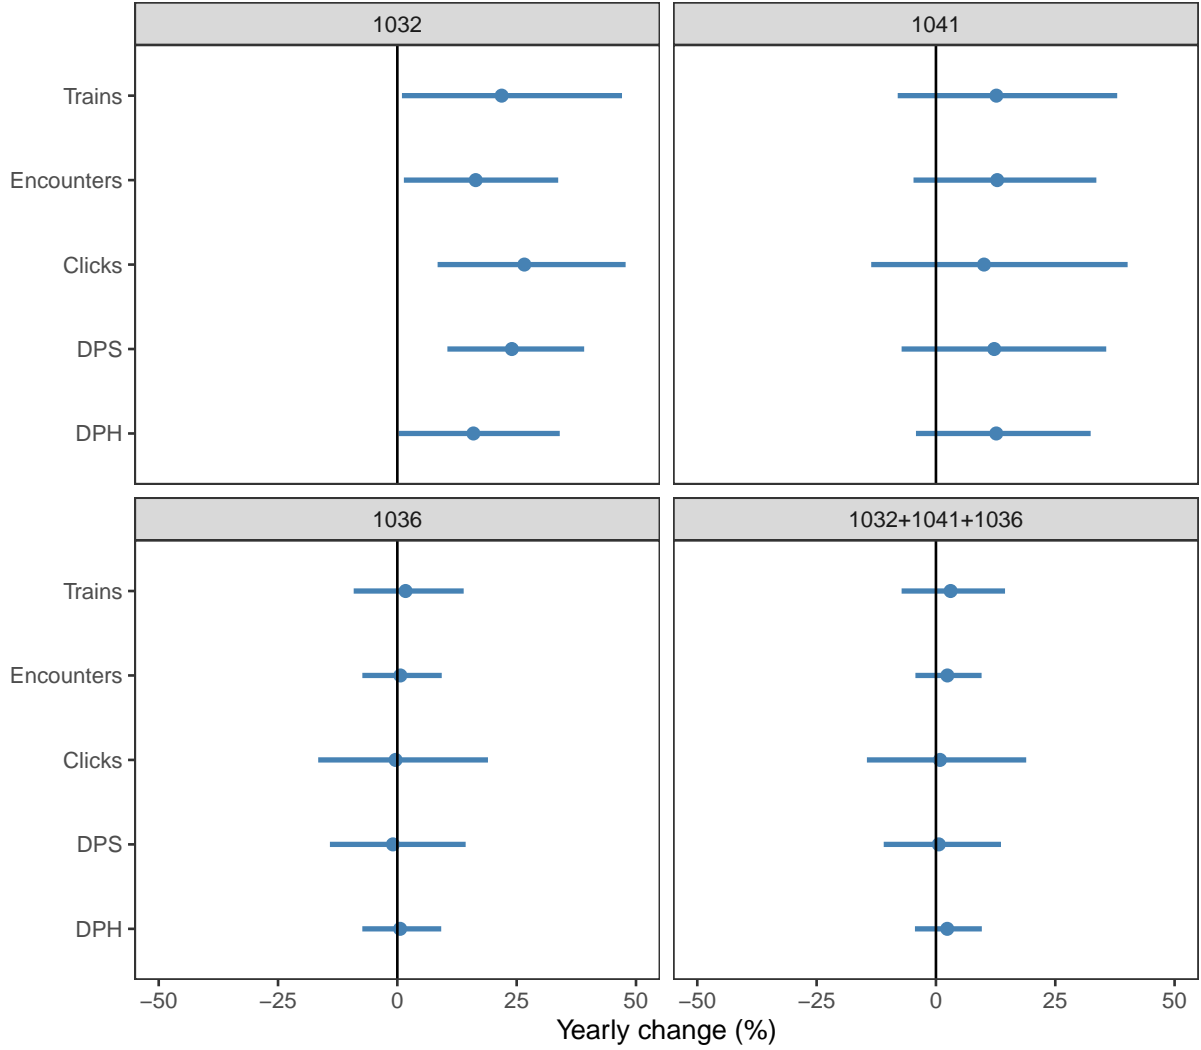 1032
1041
Trains
Encounters
Clicks
DPS
DPH
1036
1032+1041+1036
Trains
Encounters
Clicks
DPS
DPH
−50 −25 0 25 50 −50 −25 0 25 50
Yearly change (%)